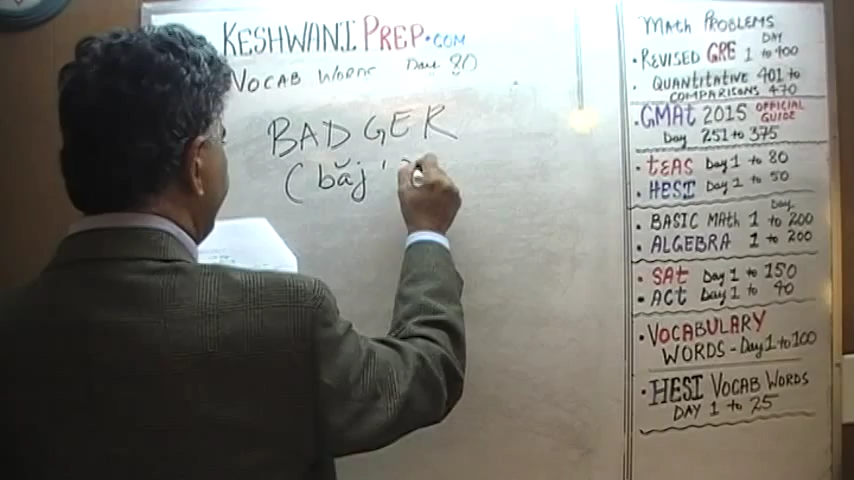 KESHWANI PREP.COM
VOCAB WORDS Day 80
BADGER
(băj'
MATH PROBLEMS
DAY
• REVISED GRE 1 to 400
• QUANTITATIVE 401 to
COMPARISONS 470
• GMAt 2015 OFFICIAL GUIDE
Day 251 to 375
• tEAS Day 1 to 80
• HESI Day 1 to 50
Day
• BASIC MAth 1 to 200
• ALGEBRA 1 to 200
• SAt Day 1 to 150
• ACt Day 1 to 40
• VOCABULARY
WORDS - Day 1 to 100
• HESI VOCAB WORDS
DAY 1 to 25